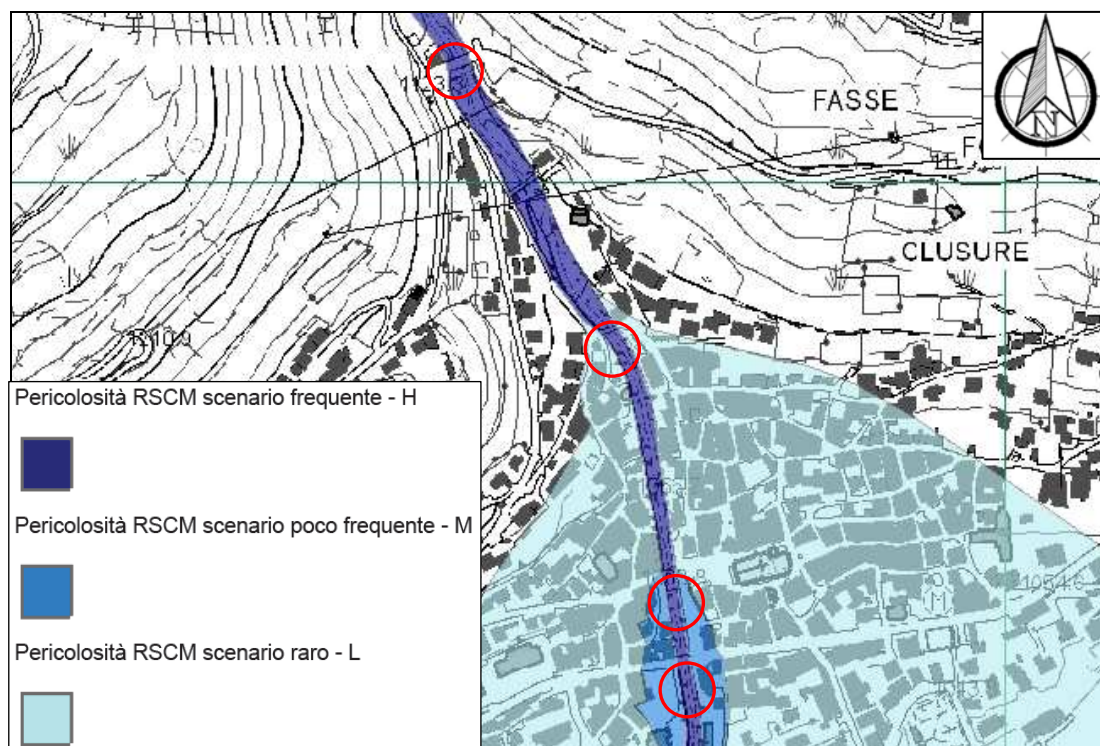 FASSE
N
CLUSURE
Pericolosità RSCM scenario frequente - H
Pericolosità RSCM scenario poco frequente - M
Pericolosità RSCM scenario raro - L